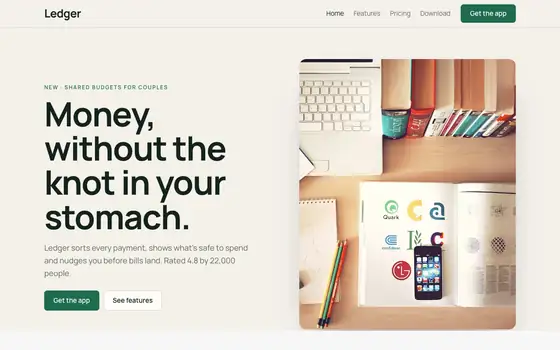 Ledger
Home Features Pricing Download Get the app
NEW · SHARED BUDGETS FOR COUPLES
Money,
without the
knot in your
stomach.
Ledger sorts every payment, shows what's safe to spend
and nudges you before bills land. Rated 4.8 by 22,000
people.
Get the app See features
Quark
LG